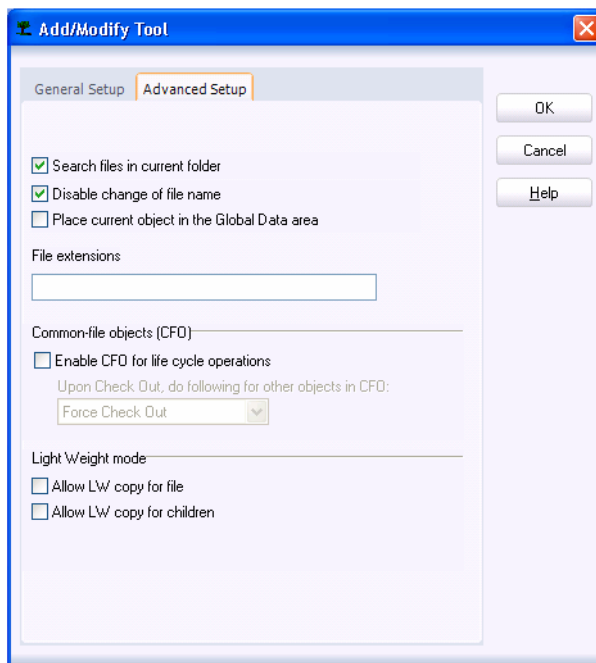 Add/Modify Tool
General Setup
Advanced Setup
OK
Cancel
Help
Search files in current folder
Disable change of file name
Place current object in the Global Data area
File extensions
Common-file objects (CFO)
Enable CFO for life cycle operations
Upon Check Out, do following for other objects in CFO:
Force Check Out
Light Weight mode
Allow LW copy for file
Allow LW copy for children